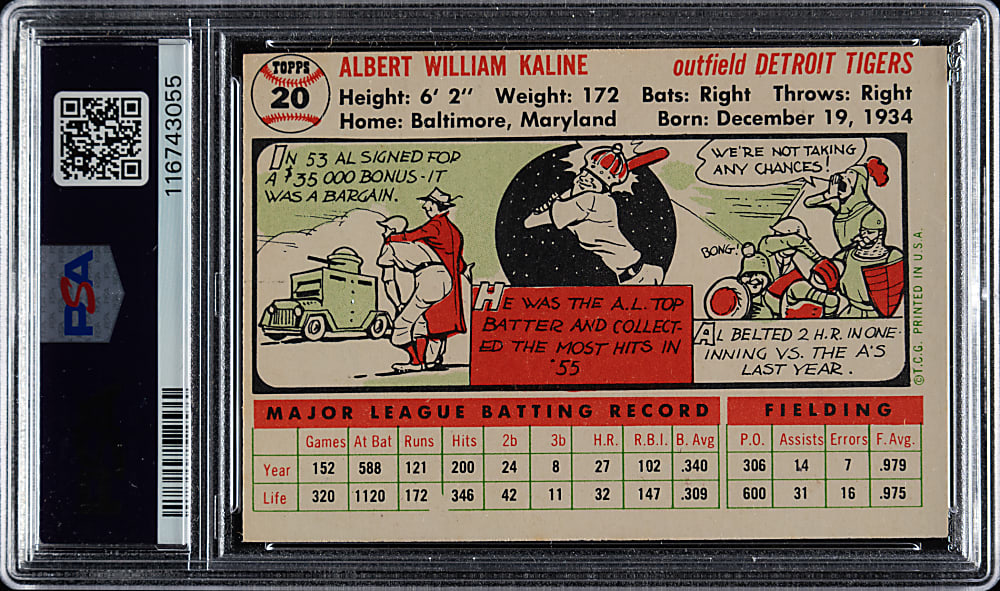 116743055
PSA
TOPPS
20
ALBERT WILLIAM KALINE outfield DETROIT TIGERS
Height: 6' 2" Weight: 172 Bats: Right Throws: Right
Home: Baltimore, Maryland Born: December 19, 1934
IN 53 AL SIGNED FOR
A $35000 BONUS-IT
WAS A BARGAIN.
HE WAS THE A.L. TOP
BATTER AND COLLECT-
ED THE MOST HITS IN
'55
WE'RE NOT TAKING
ANY CHANCES!
BONG!
AL BELTED 2 H.R. IN ONE
INNING VS. THE A'S
LAST YEAR.
©T.C.G. PRINTED IN U.S.A.
MAJOR LEAGUE BATTING RECORD FIELDING
Games At Bat Runs Hits 2b 3b H.R. R.B.I. B. Avg P.O. Assists Errors F. Avg.
Year 152 588 121 200 24 8 27 102 .340 306 14 7 .979
Life 320 1120 172 346 42 11 32 147 .309 600 31 16 .975